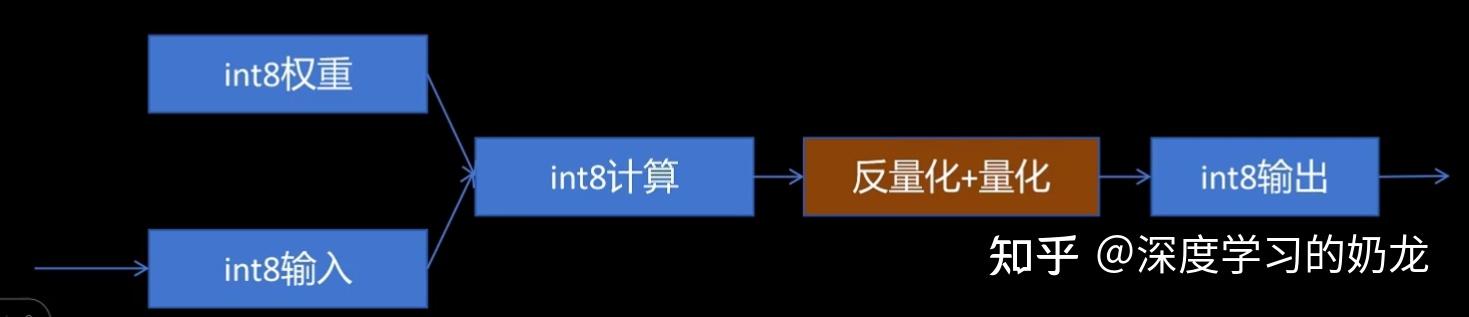 int8权重
int8计算
反量化+量化
int8输出
int8输入
知乎 @深度学习的奶龙